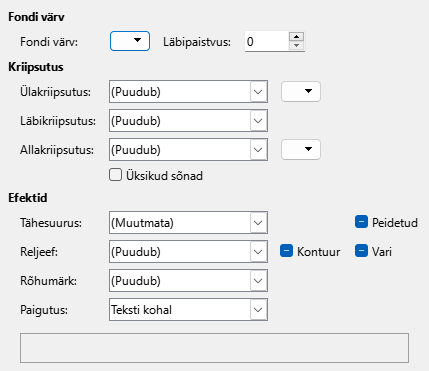 Fondi värv
Fondi värv: Läbipaistvus: 0
Kriipsutus
Ülakriipsutus: (Puudub)
Läbikriipsutus: (Puudub)
Allakriipsutus: (Puudub)
Üksikud sõnad
Efektid
Tähesuurus: (Muutmata) Peidetud
Reljeef: (Puudub) Kontuur Vari
Rõhumärk: (Puudub)
Paigutus: Teksti kohal